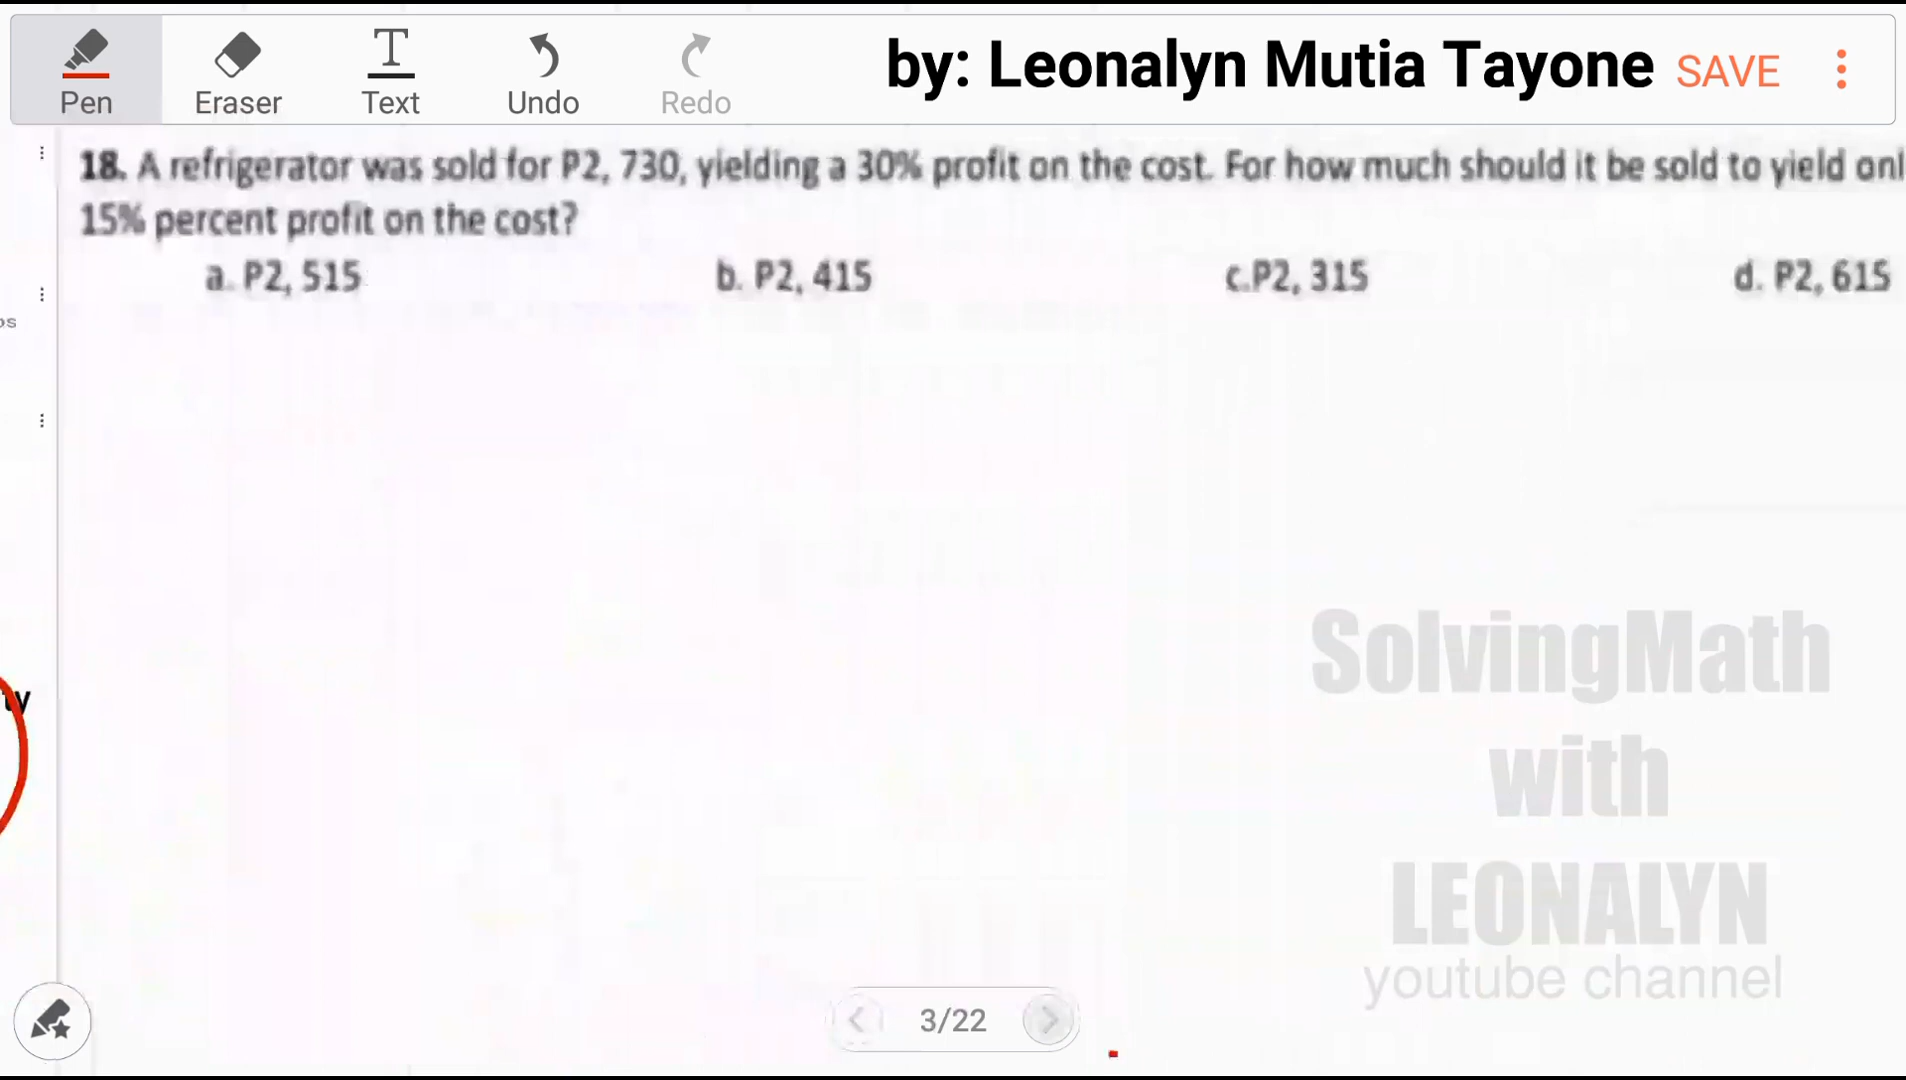 by: Leonalyn Mutia Tayone
SAVE
Pen
Eraser
Text
Undo
Redo
18. A refrigerator was sold for P2, 730, yielding a 30% profit on the cost. For how much should it be sold to yield onl
15% percent profit on the cost?
a. P2, 515 b. P2, 415 c.P2, 315 d. P2, 615
os
ty
SolvingMath
with
LEONALYN
youtube channel
3/22